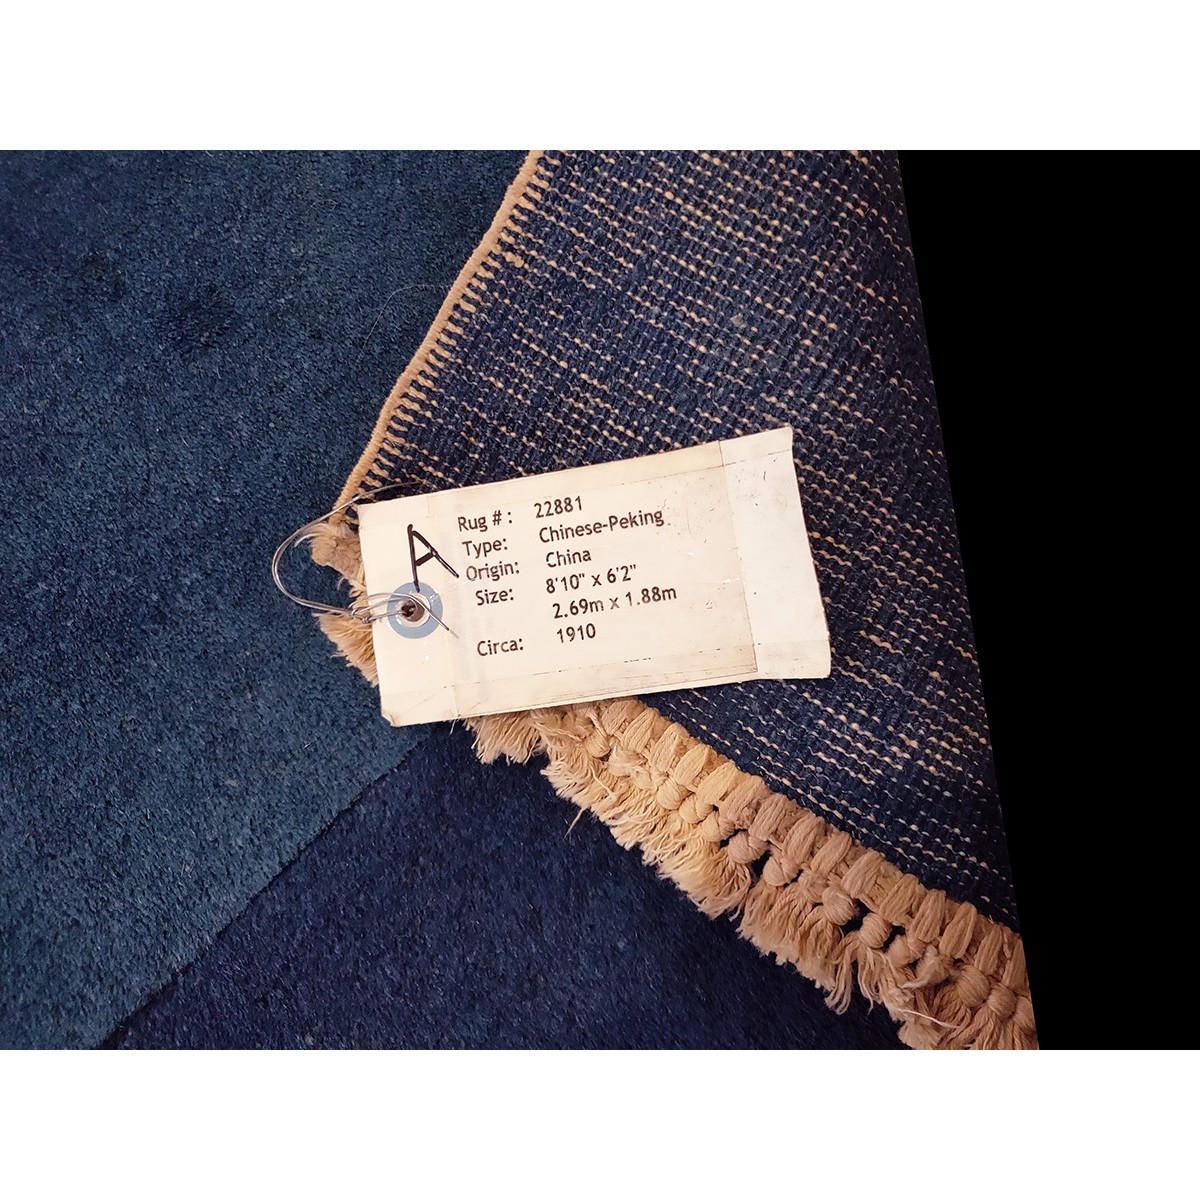 A
Rug #: 22881
Type: Chinese-Peking
Origin: China
Size: 8'10" x 6'2"
2.69m x 1.88m
Circa: 1910